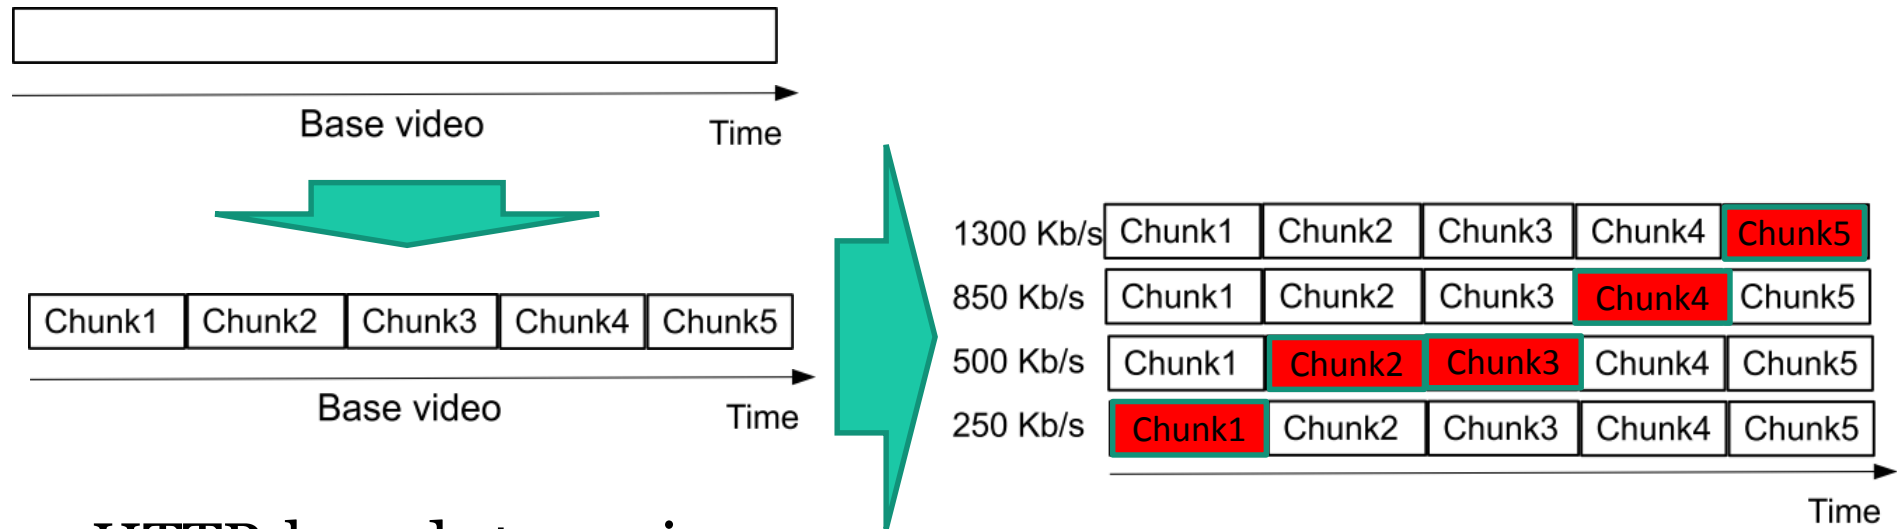 Base video
Time
Chunk1 Chunk2 Chunk3 Chunk4 Chunk5
Base video
Time
1300 Kb/s Chunk1 Chunk2 Chunk3 Chunk4 Chunk5
850 Kb/s Chunk1 Chunk2 Chunk3 Chunk4 Chunk5
500 Kb/s Chunk1 Chunk2 Chunk3 Chunk4 Chunk5
250 Kb/s Chunk1 Chunk2 Chunk3 Chunk4 Chunk5
Time